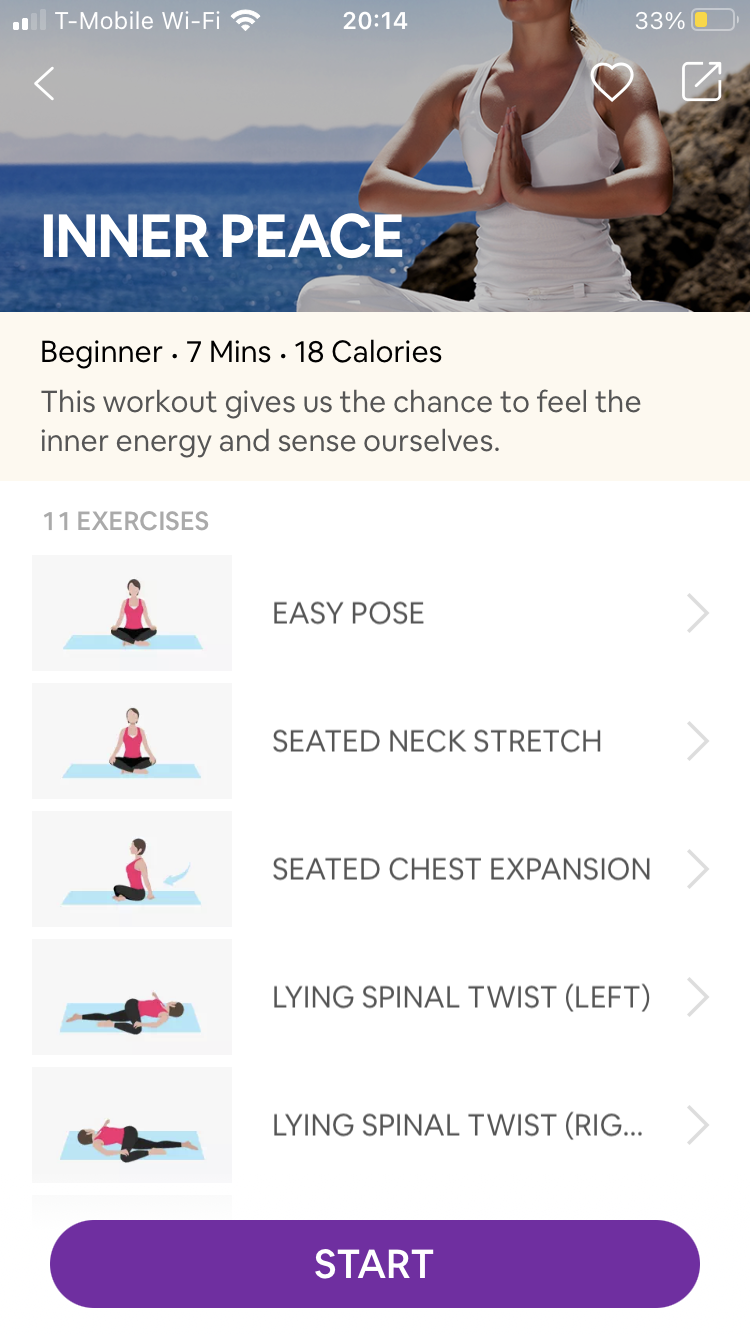 T-Mobile Wi-Fi 20:14 33%
INNER PEACE
Beginner • 7 Mins • 18 Calories
This workout gives us the chance to feel the
inner energy and sense ourselves.
11 EXERCISES
EASY POSE
SEATED NECK STRETCH
SEATED CHEST EXPANSION
LYING SPINAL TWIST (LEFT)
LYING SPINAL TWIST (RIG...
START